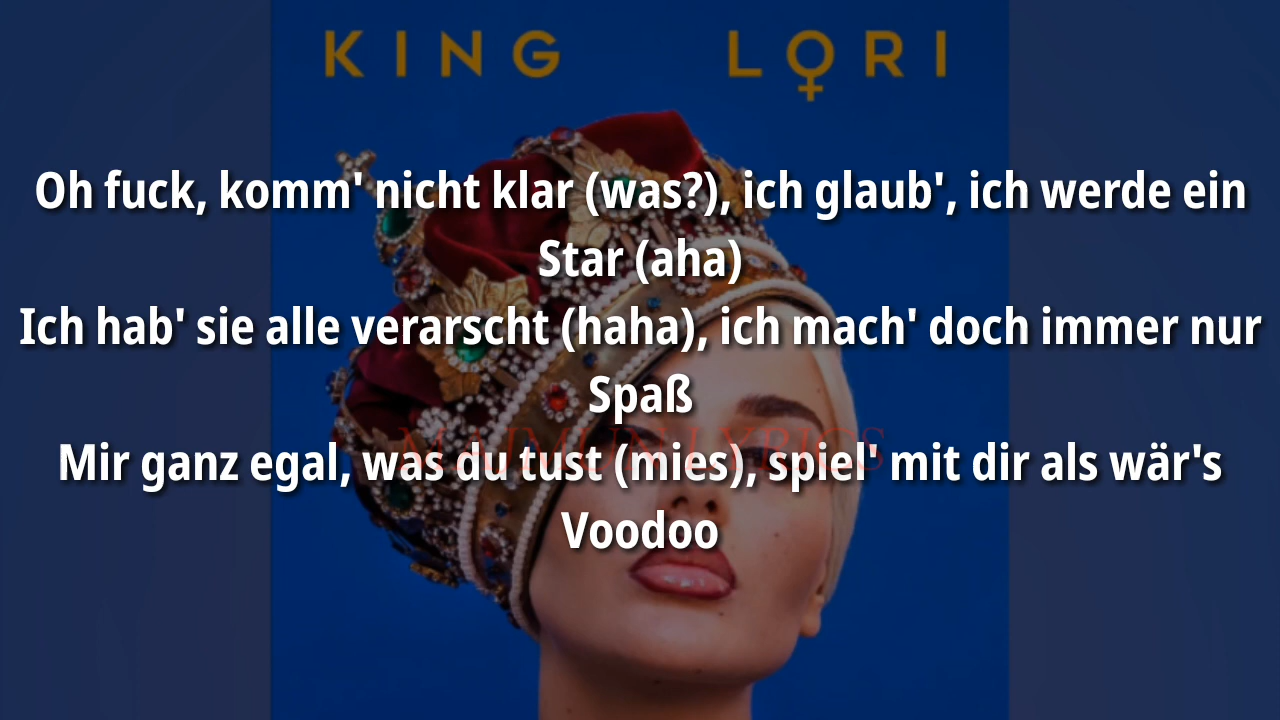 KING LORI
Oh fuck, komm' nicht klar (was?), ich glaub', ich werde ein
Star (aha)
Ich hab' sie alle verarscht (haha), ich mach' doch immer nur
Spaß
MAIMUN LYRICS
Mir ganz egal, was du tust (mies), spiel' mit dir als wär's
Voodoo